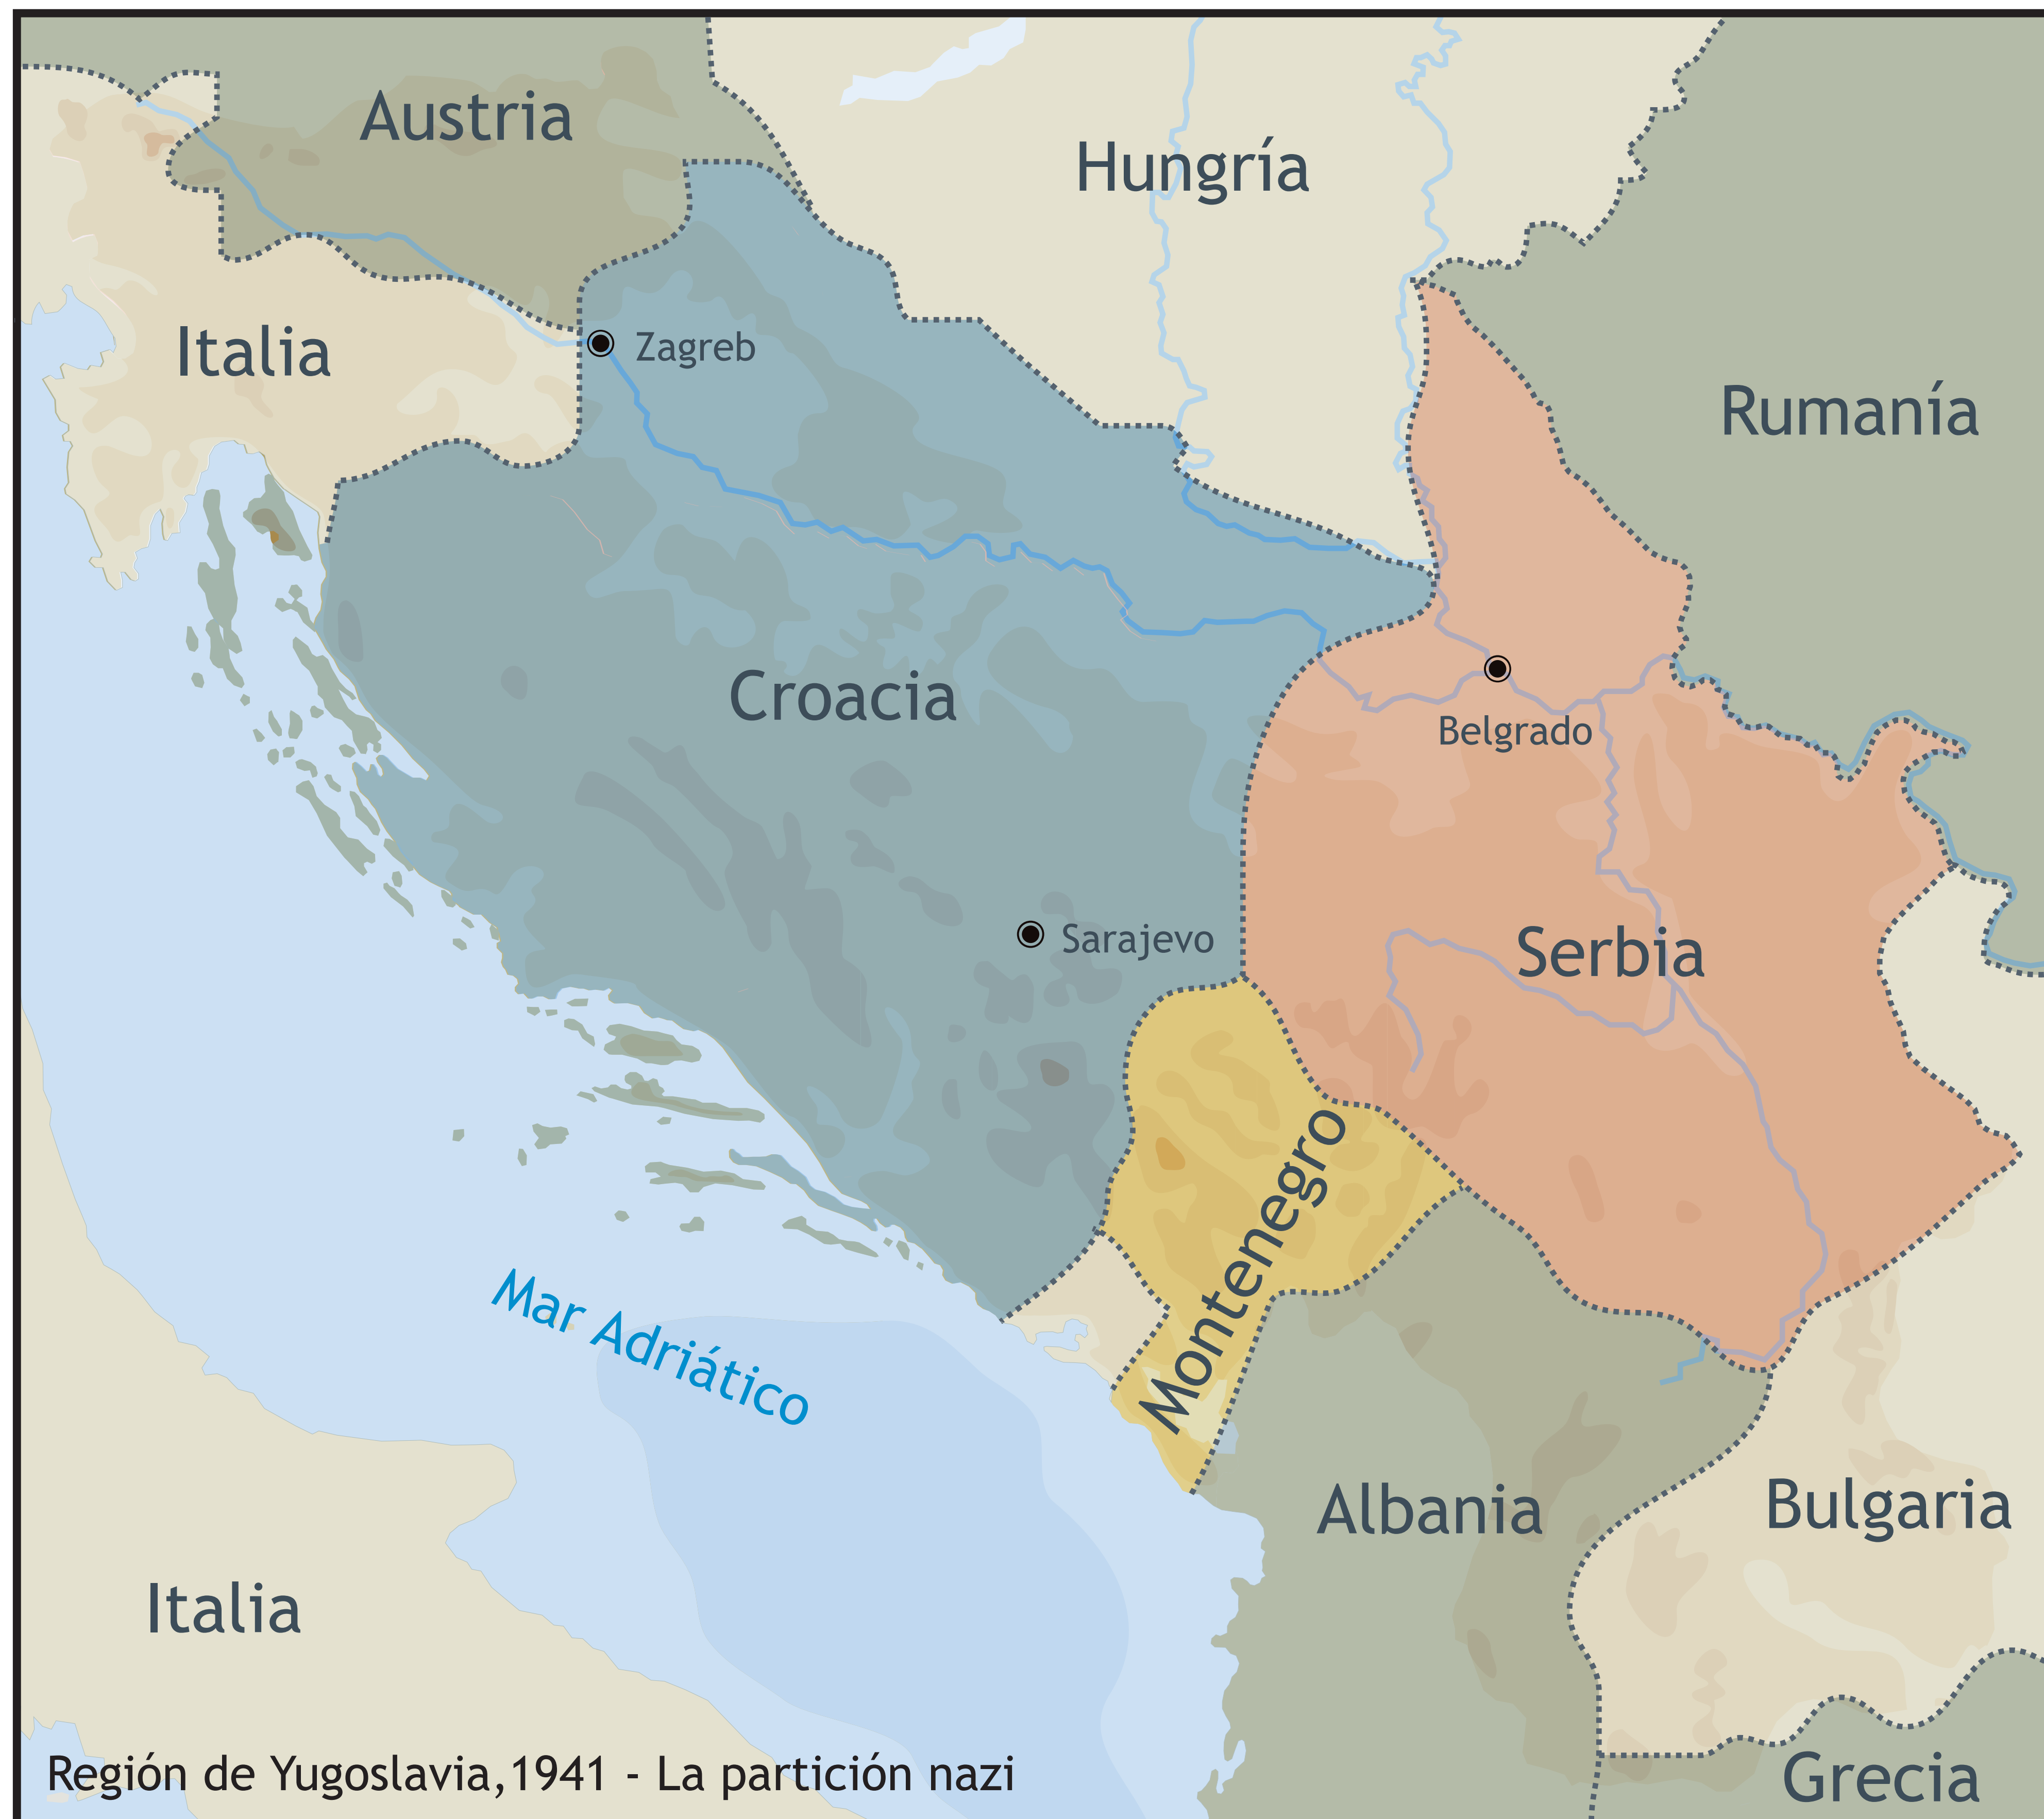 Austria
Hungría
Italia
Zagreb
Rumanía
Croacia
Belgrado
Sarajevo
Serbia
Montenegro
Mar Adriático
Albania
Bulgaria
Italia
Región de Yugoslavia,1941 - La partición nazi
Grecia